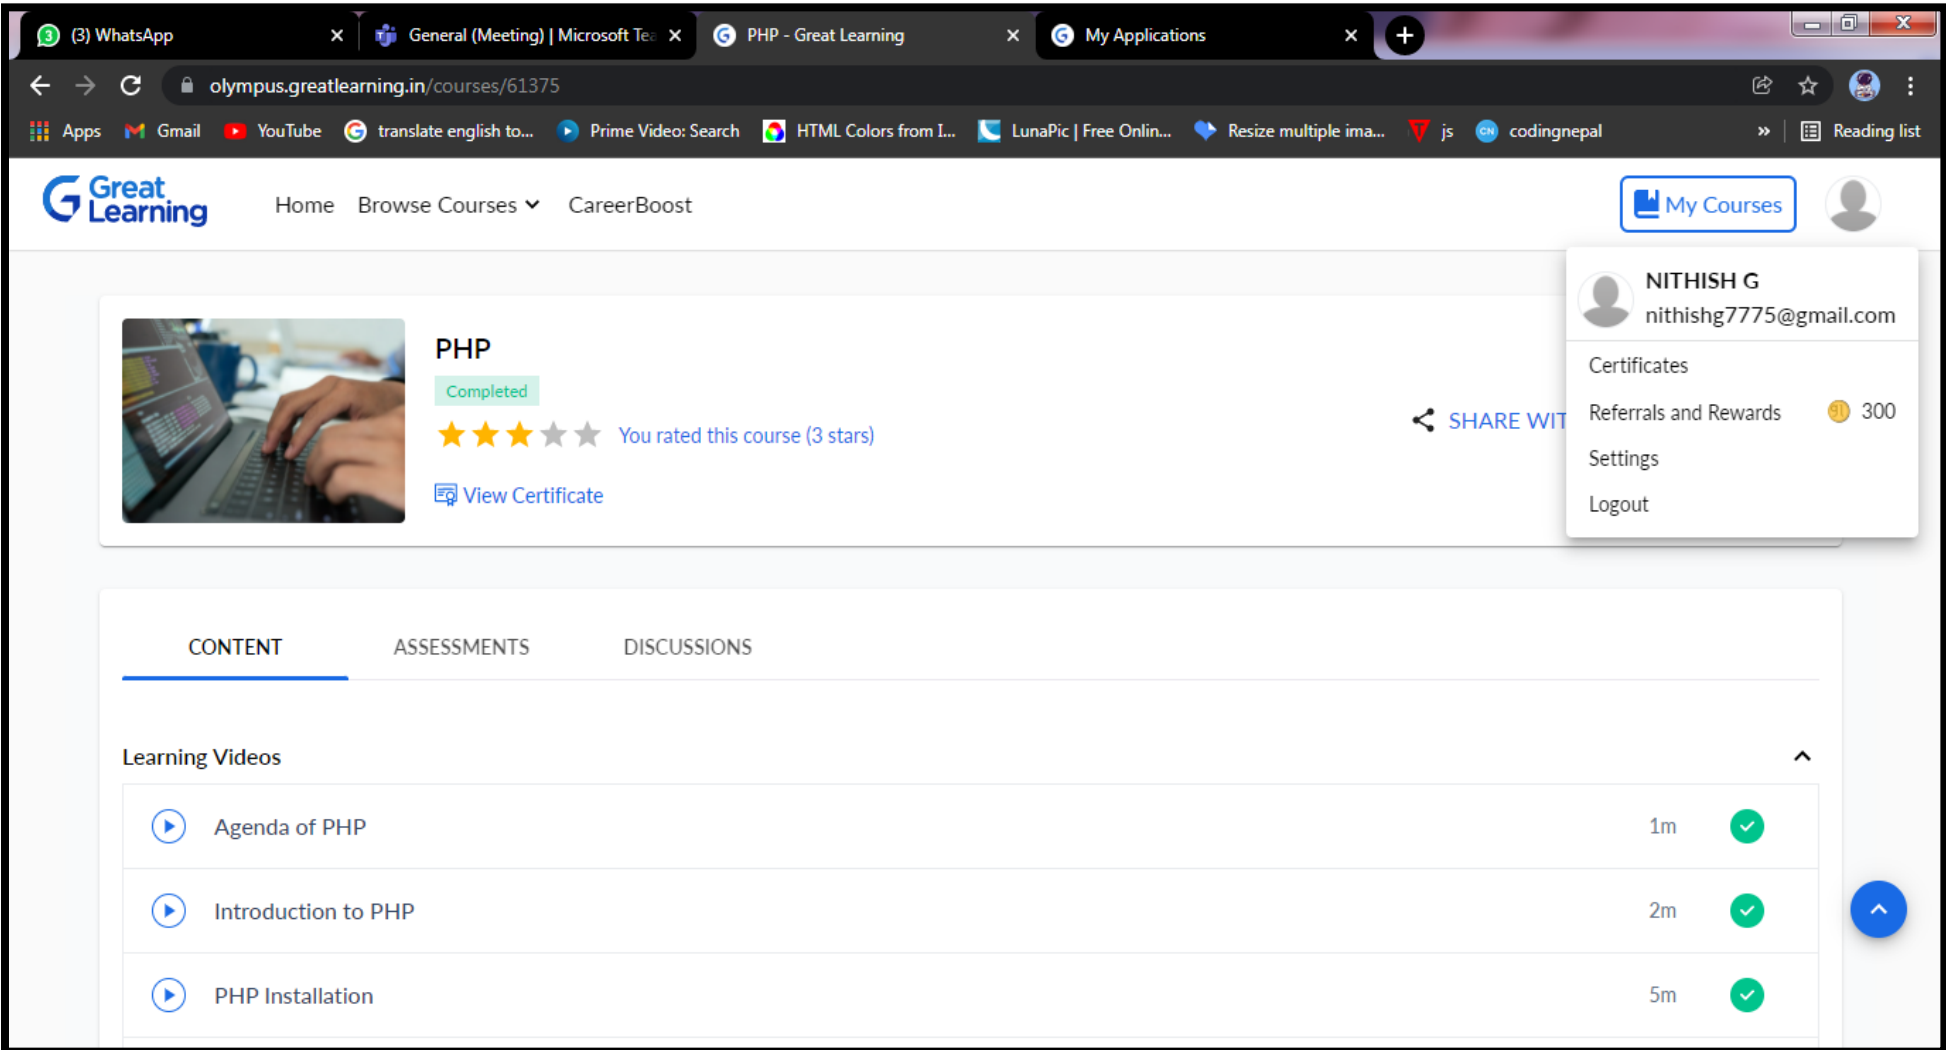 (3) WhatsApp
General (Meeting) | Microsoft Tea
PHP - Great Learning
My Applications
olympus.greatlearning.in/courses/61375
Apps
Gmail
YouTube
translate english to...
Prime Video: Search
HTML Colors from I...
LunaPic | Free Onlin...
Resize multiple ima...
js
CN
codingnepal
»
Reading list
Great
Learning
Home
Browse Courses
CareerBoost
My Courses
NITHISH G
nithishg7775@gmail.com
Certificates
Referrals and Rewards
300
Settings
Logout
PHP
Completed
You rated this course (3 stars)
SHARE WIT
View Certificate
CONTENT
ASSESSMENTS
DISCUSSIONS
Learning Videos
Agenda of PHP
1m
Introduction to PHP
2m
PHP Installation
5m